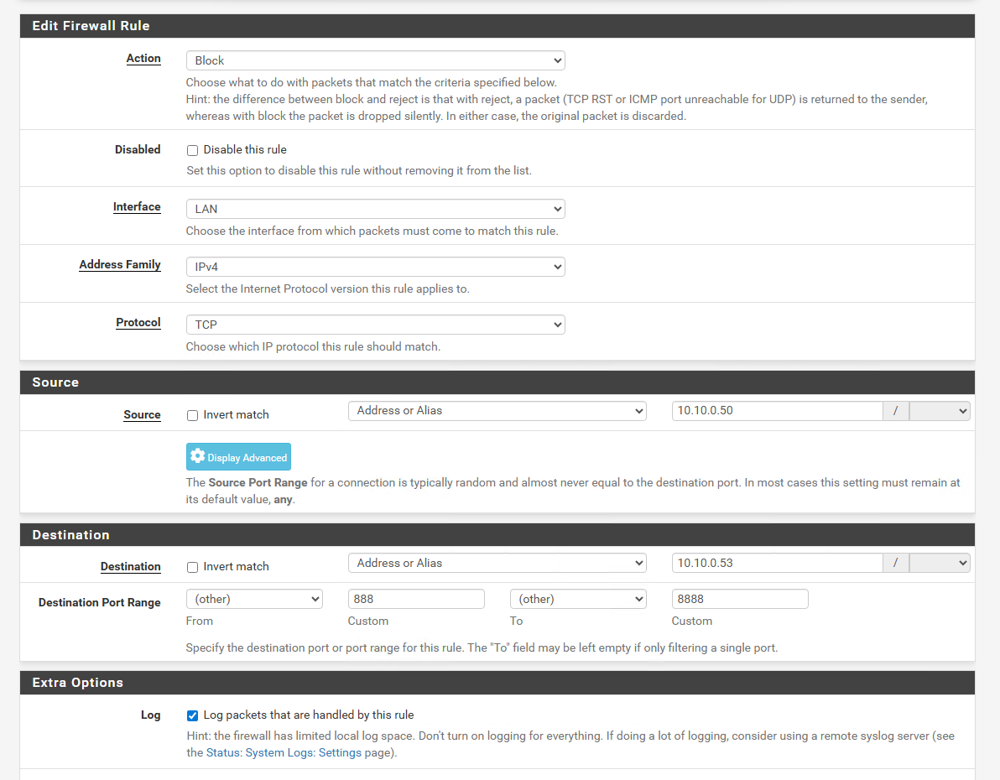 Edit Firewall Rule
Action
Block
Choose what to do with packets that match the criteria specified below.
Hint: the difference between block and reject is that with reject, a packet (TCP RST or ICMP port unreachable for UDP) is returned to the sender,
whereas with block the packet is dropped silently. In either case, the original packet is discarded.
Disabled
Disable this rule
Set this option to disable this rule without removing it from the list.
Interface
LAN
Choose the interface from which packets must come to match this rule.
Address Family
IPv4
Select the Internet Protocol version this rule applies to.
Protocol
TCP
Choose which IP protocol this rule should match.
Source
Source Invert match Address or Alias 10.10.0.50 /
Display Advanced
The Source Port Range for a connection is typically random and almost never equal to the destination port. In most cases this setting must remain at
its default value, any.
Destination
Destination Invert match Address or Alias 10.10.0.53 /
Destination Port Range (other) 888 (other) 8888
From Custom To Custom
Specify the destination port or port range for this rule. The "To" field may be left empty if only filtering a single port.
Extra Options
Log
Log packets that are handled by this rule
Hint: the firewall has limited local log space. Don't turn on logging for everything. If doing a lot of logging, consider using a remote syslog server (see
the Status: System Logs: Settings page).